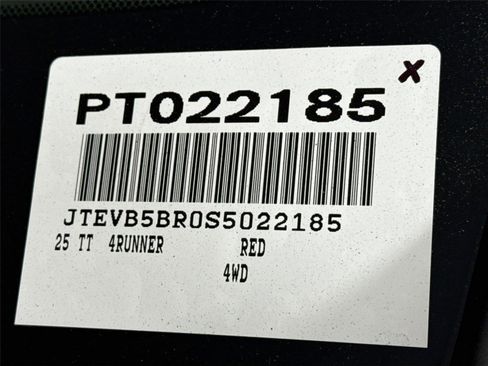 X
PT022185
JTEVB5BR0S5022185
25 TT 4RUNNER RED
4WD